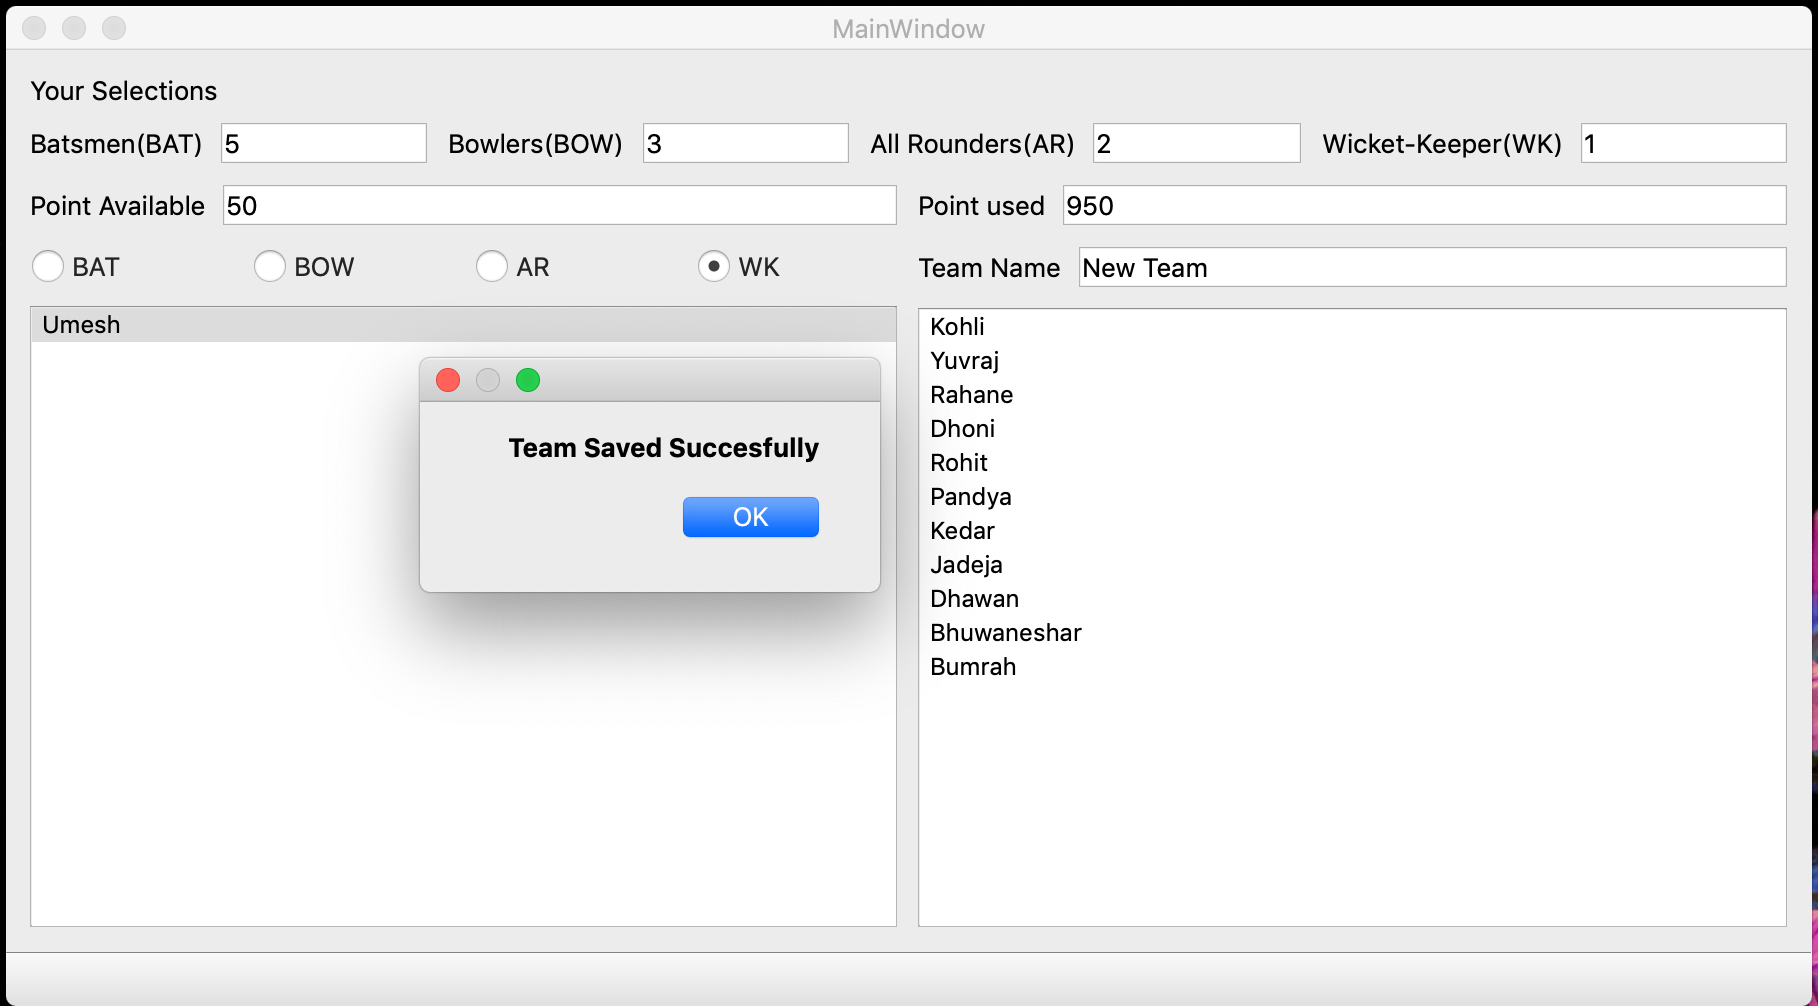 MainWindow
Your Selections
Batsmen(BAT) 5 Bowlers(BOW) 3 All Rounders(AR) 2 Wicket-Keeper(WK) 1
Point Available 50 Point used 950
BAT BOW AR WK Team Name New Team
Umesh
Team Saved Succesfully
OK
Kohli
Yuvraj
Rahane
Dhoni
Rohit
Pandya
Kedar
Jadeja
Dhawan
Bhuwaneshar
Bumrah